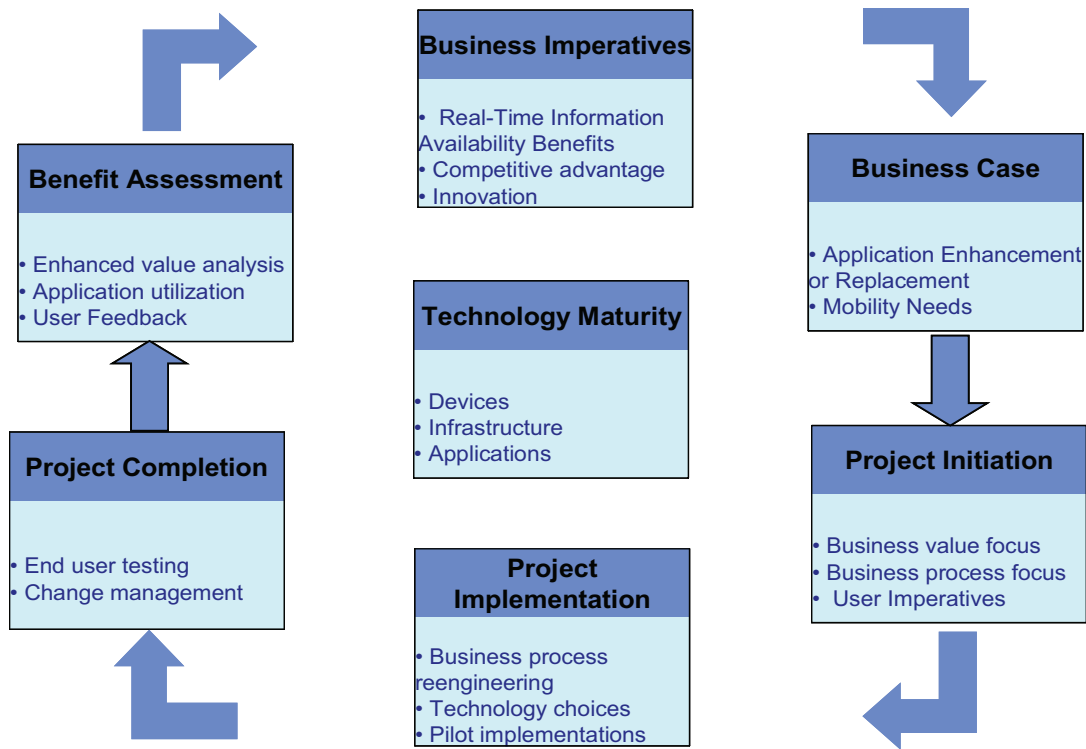 Business Imperatives
• Real-Time Information
Availability Benefits
• Competitive advantage
• Innovation
Benefit Assessment
• Enhanced value analysis
• Application utilization
• User Feedback
Business Case
• Application Enhancement
or Replacement
• Mobility Needs
Technology Maturity
• Devices
• Infrastructure
• Applications
Project Completion
• End user testing
• Change management
Project Initiation
• Business value focus
• Business process focus
• User Imperatives
Project
Implementation
• Business process
reengineering
• Technology choices
• Pilot implementations